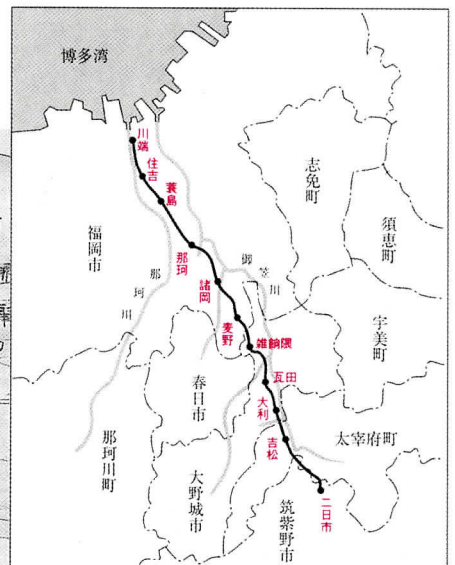 博多湾
川端
住吉
蓑島
志免町
須恵町
福岡市
那珂
御笠川
那珂川
諸岡
宇美町
麦野
雑餉隈
春日市
瓦田
大利
太宰府町
那珂川町
大野城市
吉松
筑紫野市
二日市